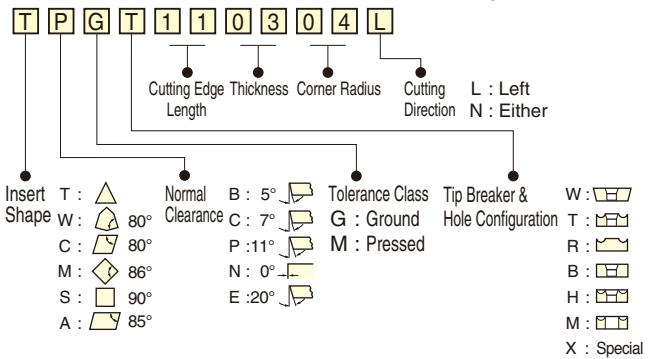 T P G T 1 1 0 3 0 4 L
Cutting Edge Length
Thickness
Corner Radius
Cutting Direction
L : Left
N : Either
Insert Shape
T :
W : 80°
C : 80°
M : 86°
S : 90°
A : 85°
Normal Clearance
B : 5°
C : 7°
P :11°
N : 0°
E :20°
Tolerance Class
G : Ground
M : Pressed
Tip Breaker & Hole Configuration
W :
T :
R :
B :
H :
M :
X : Special